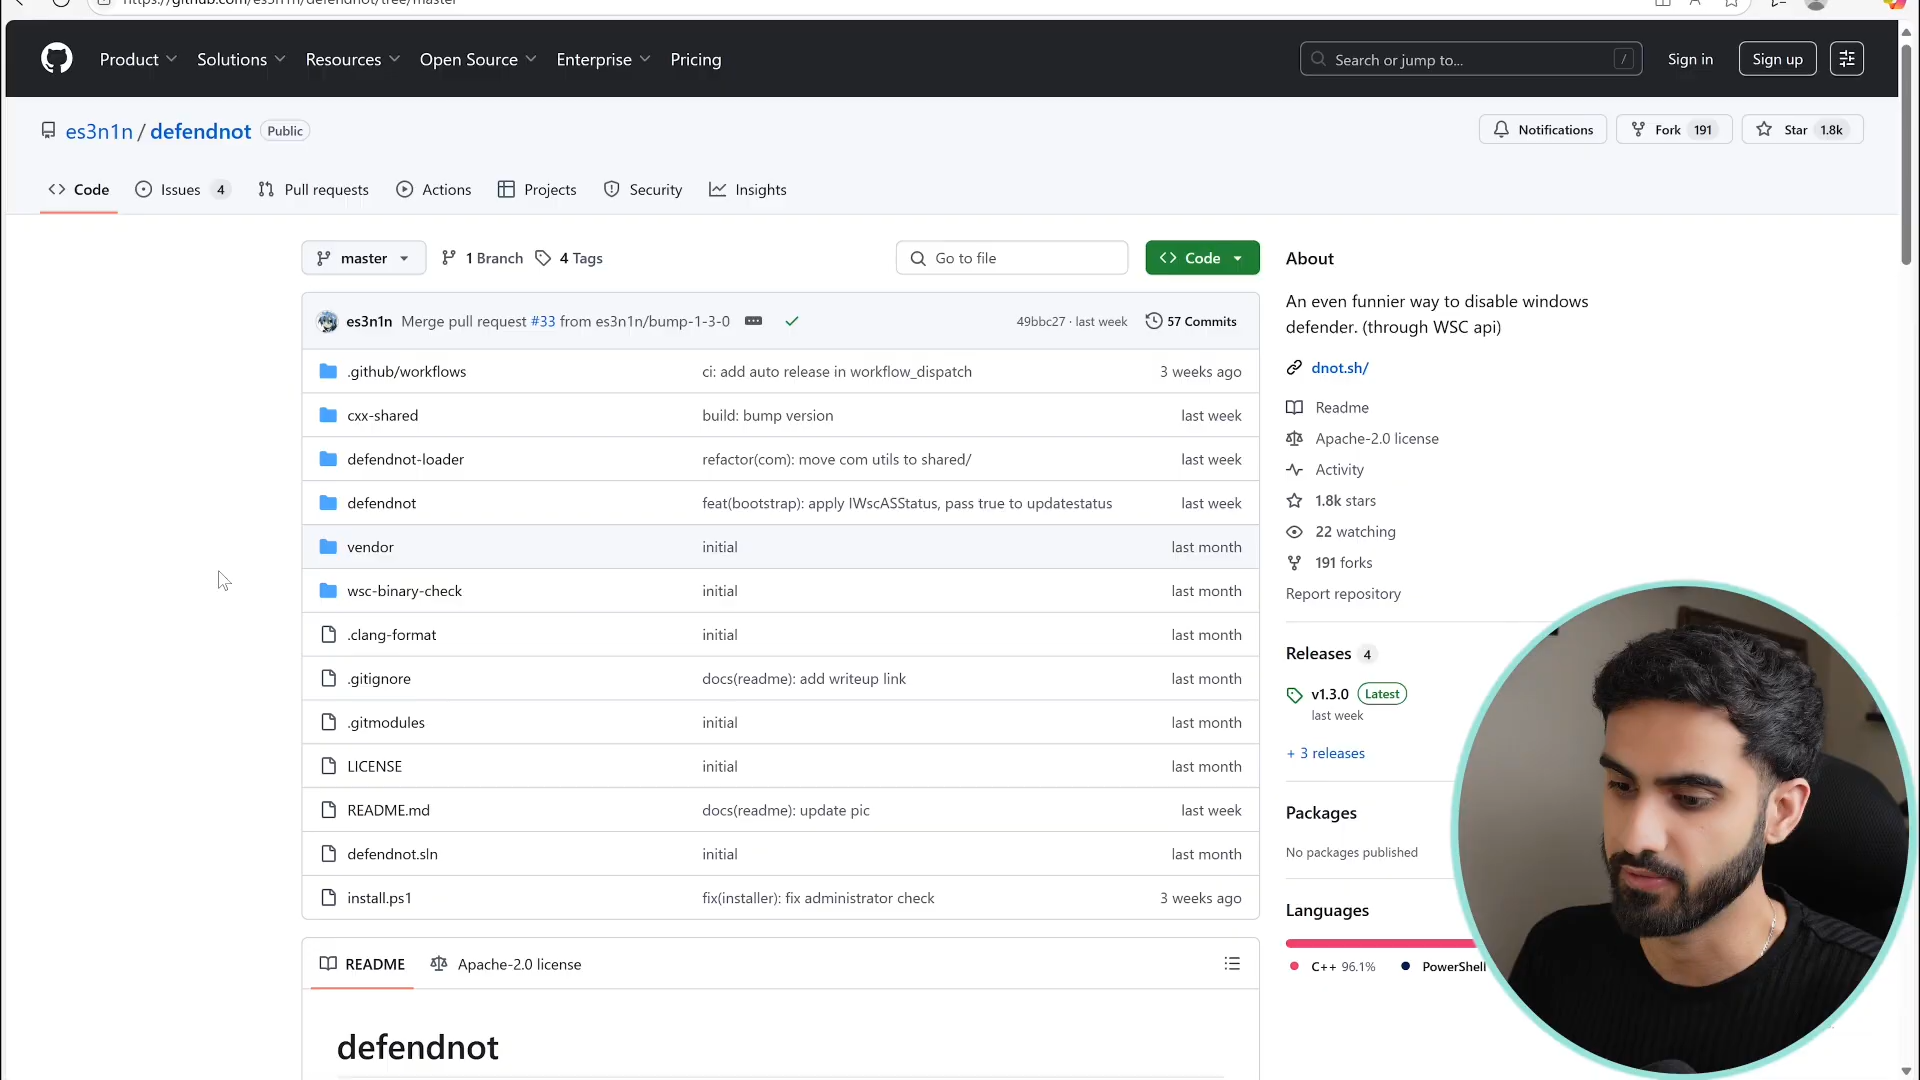 https://github.com/es3n1n/defendnot/tree/master
Product Solutions Resources Open Source Enterprise Pricing
Search or jump to... /
Sign in
Sign up
es3n1n / defendnot Public
Notifications
Fork 191
Star 1.8k
Code
Issues 4
Pull requests
Actions
Projects
Security
Insights
master
1 Branch
4 Tags
Go to file
Code
es3n1n Merge pull request #33 from es3n1n/bump-1-3-0 49bbc27 · last week 57 Commits
.github/workflows ci: add auto release in workflow_dispatch 3 weeks ago
cxx-shared build: bump version last week
defendnot-loader refactor(com): move com utils to shared/ last week
defendnot feat(bootstrap): apply IWscASStatus, pass true to updatestatus last week
vendor initial last month
wsc-binary-check initial last month
.clang-format initial last month
.gitignore docs(readme): add writeup link last month
.gitmodules initial last month
LICENSE initial last month
README.md docs(readme): update pic last week
defendnot.sln initial last month
install.ps1 fix(installer): fix administrator check 3 weeks ago
README
Apache-2.0 license
defendnot
About
An even funnier way to disable windows
defender. (through WSC api)
dnot.sh/
Readme
Apache-2.0 license
Activity
1.8k stars
22 watching
191 forks
Report repository
Releases 4
v1.3.0 Latest
last week
+ 3 releases
Packages
No packages published
Languages
C++ 96.1% PowerShell